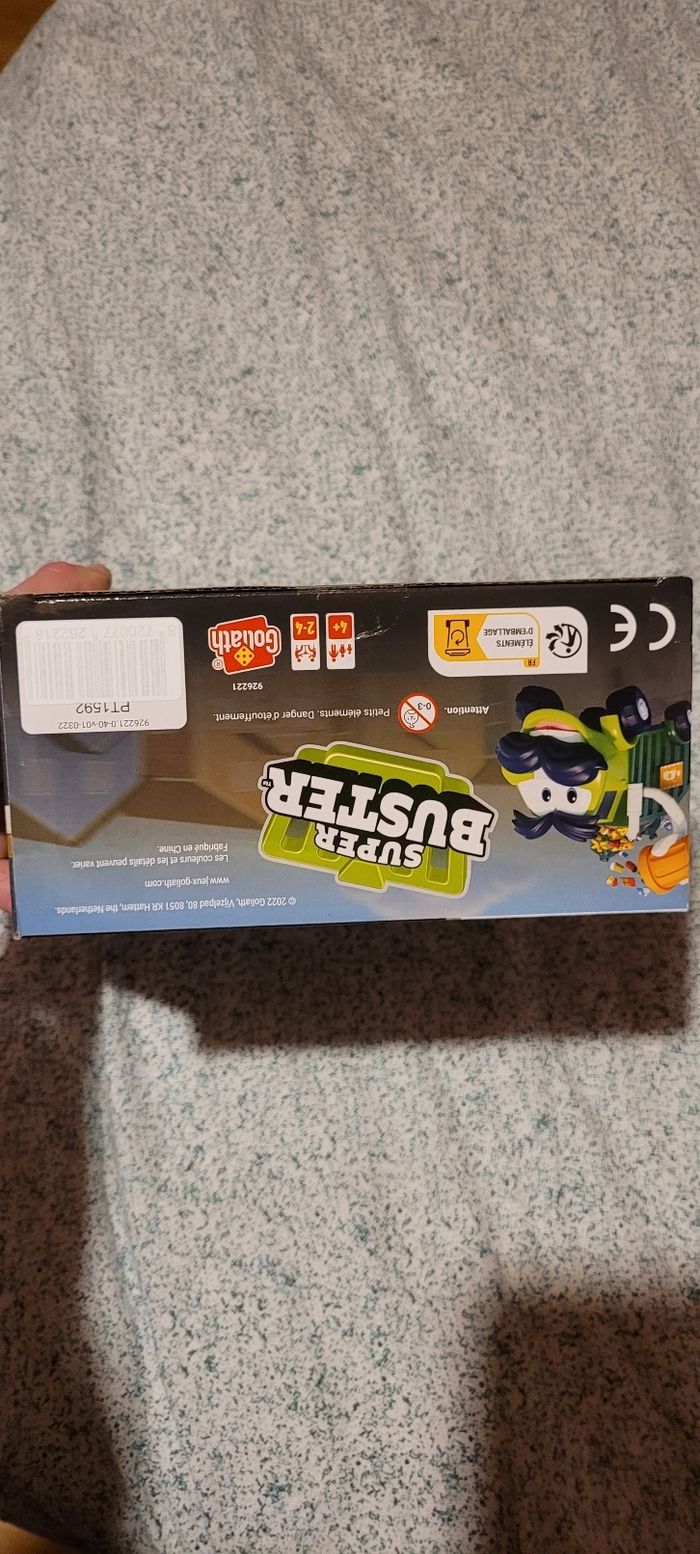 © 2022 Goliath, Vijzelpad 80, 8051 KR Hattem, the Netherlands.
www.jeux-goliath.com
Les couleurs et les détails peuvent varier.
Fabriqué en Chine.
SUPER
BUSTER™
Attention.
0-3
Petits éléments. Danger d'étouffement.
926221.0-40-v01-0322
PT1592
8 720077 262218
926221
Goliath®
2-4
4+
FR
ÉLÉMENTS
D'EMBALLAGE
CE